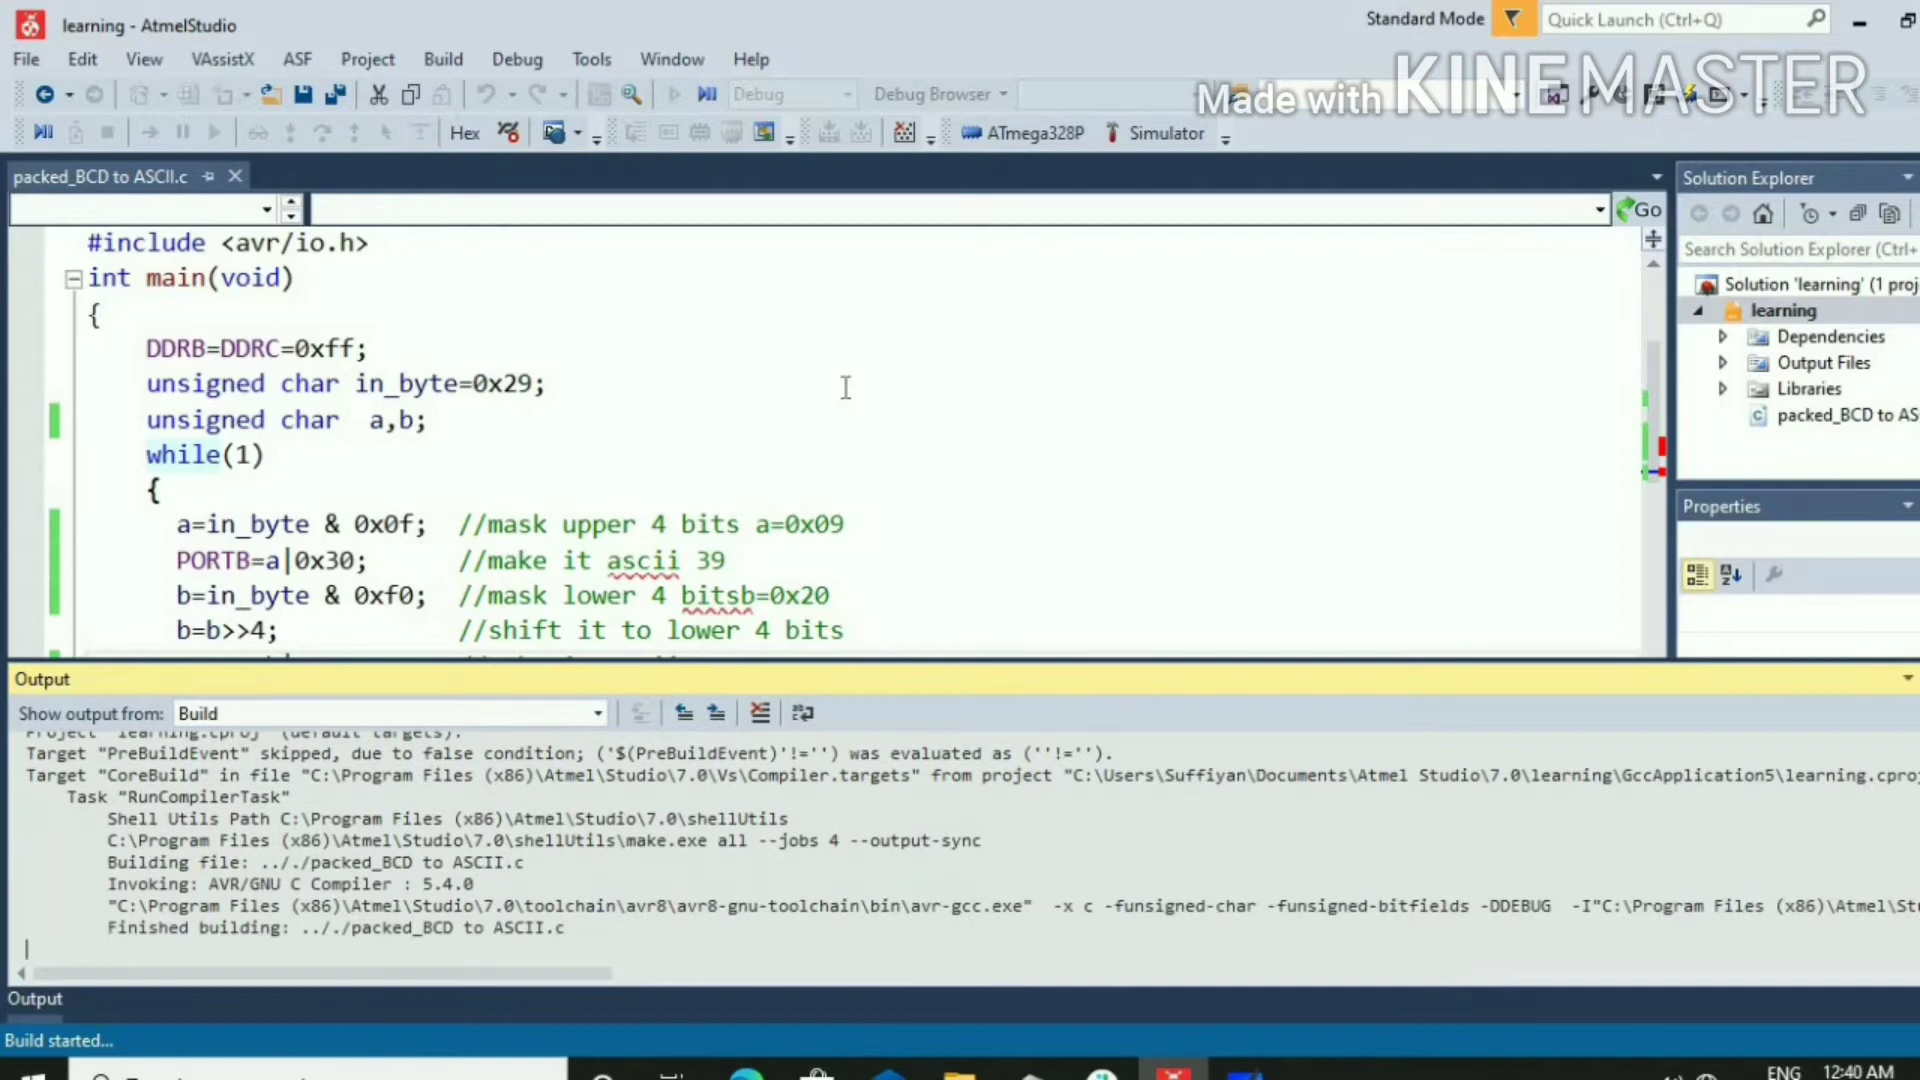 learning - AtmelStudio
Standard Mode
Quick Launch (Ctrl+Q)
File Edit View VAssistX ASF Project Build Debug Tools Window Help
Debug
Debug Browser
Made with KINEMASTER
Hex
ATmega328P
Simulator
packed_BCD to ASCII.c
Go
#include <avr/io.h>
int main(void)
{
DDRB=DDRC=0xff;
unsigned char in_byte=0x29;
unsigned char  a,b;
while(1)
{
a=in_byte & 0x0f;  //mask upper 4 bits a=0x09
PORTB=a|0x30;      //make it ascii 39
b=in_byte & 0xf0;  //mask lower 4 bitsb=0x20
b=b>>4;            //shift it to lower 4 bits
Solution Explorer
Search Solution Explorer (Ctrl+
Solution 'learning' (1 proj
learning
Dependencies
Output Files
Libraries
packed_BCD to AS
Properties
Output
Show output from: Build
Project "learning.cproj" (default targets):
Target "PreBuildEvent" skipped, due to false condition; ('$(PreBuildEvent)'!='') was evaluated as (''!='').
Target "CoreBuild" in file "C:\Program Files (x86)\Atmel\Studio\7.0\Vs\Compiler.targets" from project "C:\Users\Suffiyan\Documents\Atmel Studio\7.0\learning\GccApplication5\learning.cproj
Task "RunCompilerTask"
Shell Utils Path C:\Program Files (x86)\Atmel\Studio\7.0\shellUtils
C:\Program Files (x86)\Atmel\Studio\7.0\shellUtils\make.exe all --jobs 4 --output-sync
Building file: .././packed_BCD to ASCII.c
Invoking: AVR/GNU C Compiler : 5.4.0
"C:\Program Files (x86)\Atmel\Studio\7.0\toolchain\avr8\avr8-gnu-toolchain\bin\avr-gcc.exe"  -x c -funsigned-char -funsigned-bitfields -DDEBUG  -I"C:\Program Files (x86)\Atmel\Stu
Finished building: .././packed_BCD to ASCII.c
Output
Build started...
ENG
12:40 AM